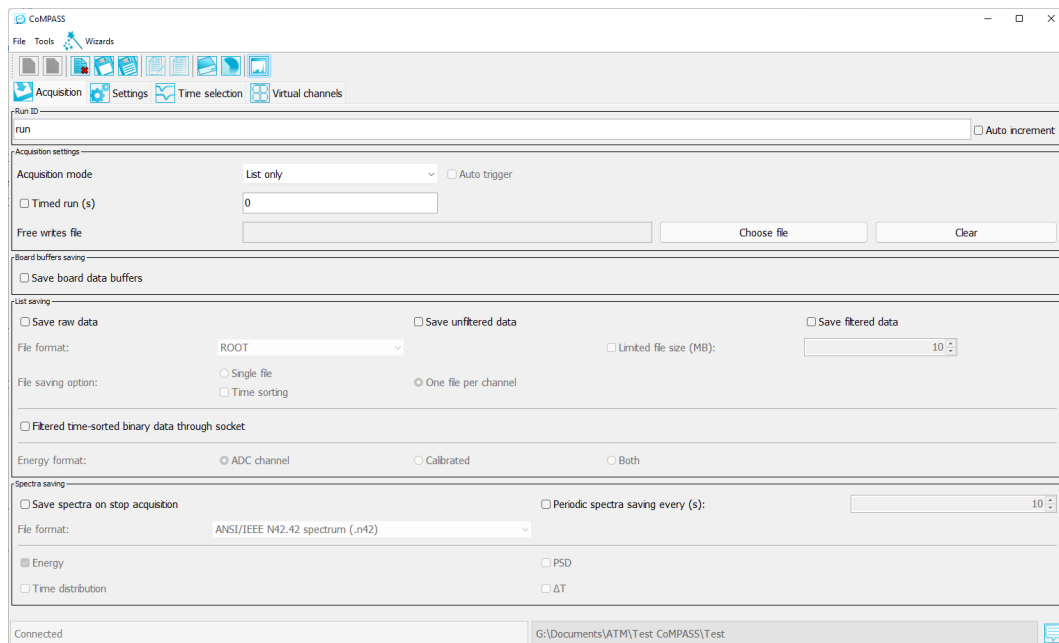 CoMPASS
File Tools Wizards
Acquisition Settings Time selection Virtual channels
Run ID
run Auto increment
Acquisition settings
Acquisition mode List only Auto trigger
Timed run (s) 0
Free writes file Choose file Clear
Board buffers saving
Save board data buffers
List saving
Save raw data Save unfiltered data Save filtered data
File format: ROOT Limited file size (MB): 10
Single file
File saving option: One file per channel
Time sorting
Filtered time-sorted binary data through socket
Energy format: ADC channel Calibrated Both
Spectra saving
Save spectra on stop acquisition Periodic spectra saving every (s): 10
File format: ANSI/IEEE N42.42 spectrum (.n42)
Energy PSD
Time distribution ΔT
Connected G:\Documents\ATM\Test CoMPASS\Test